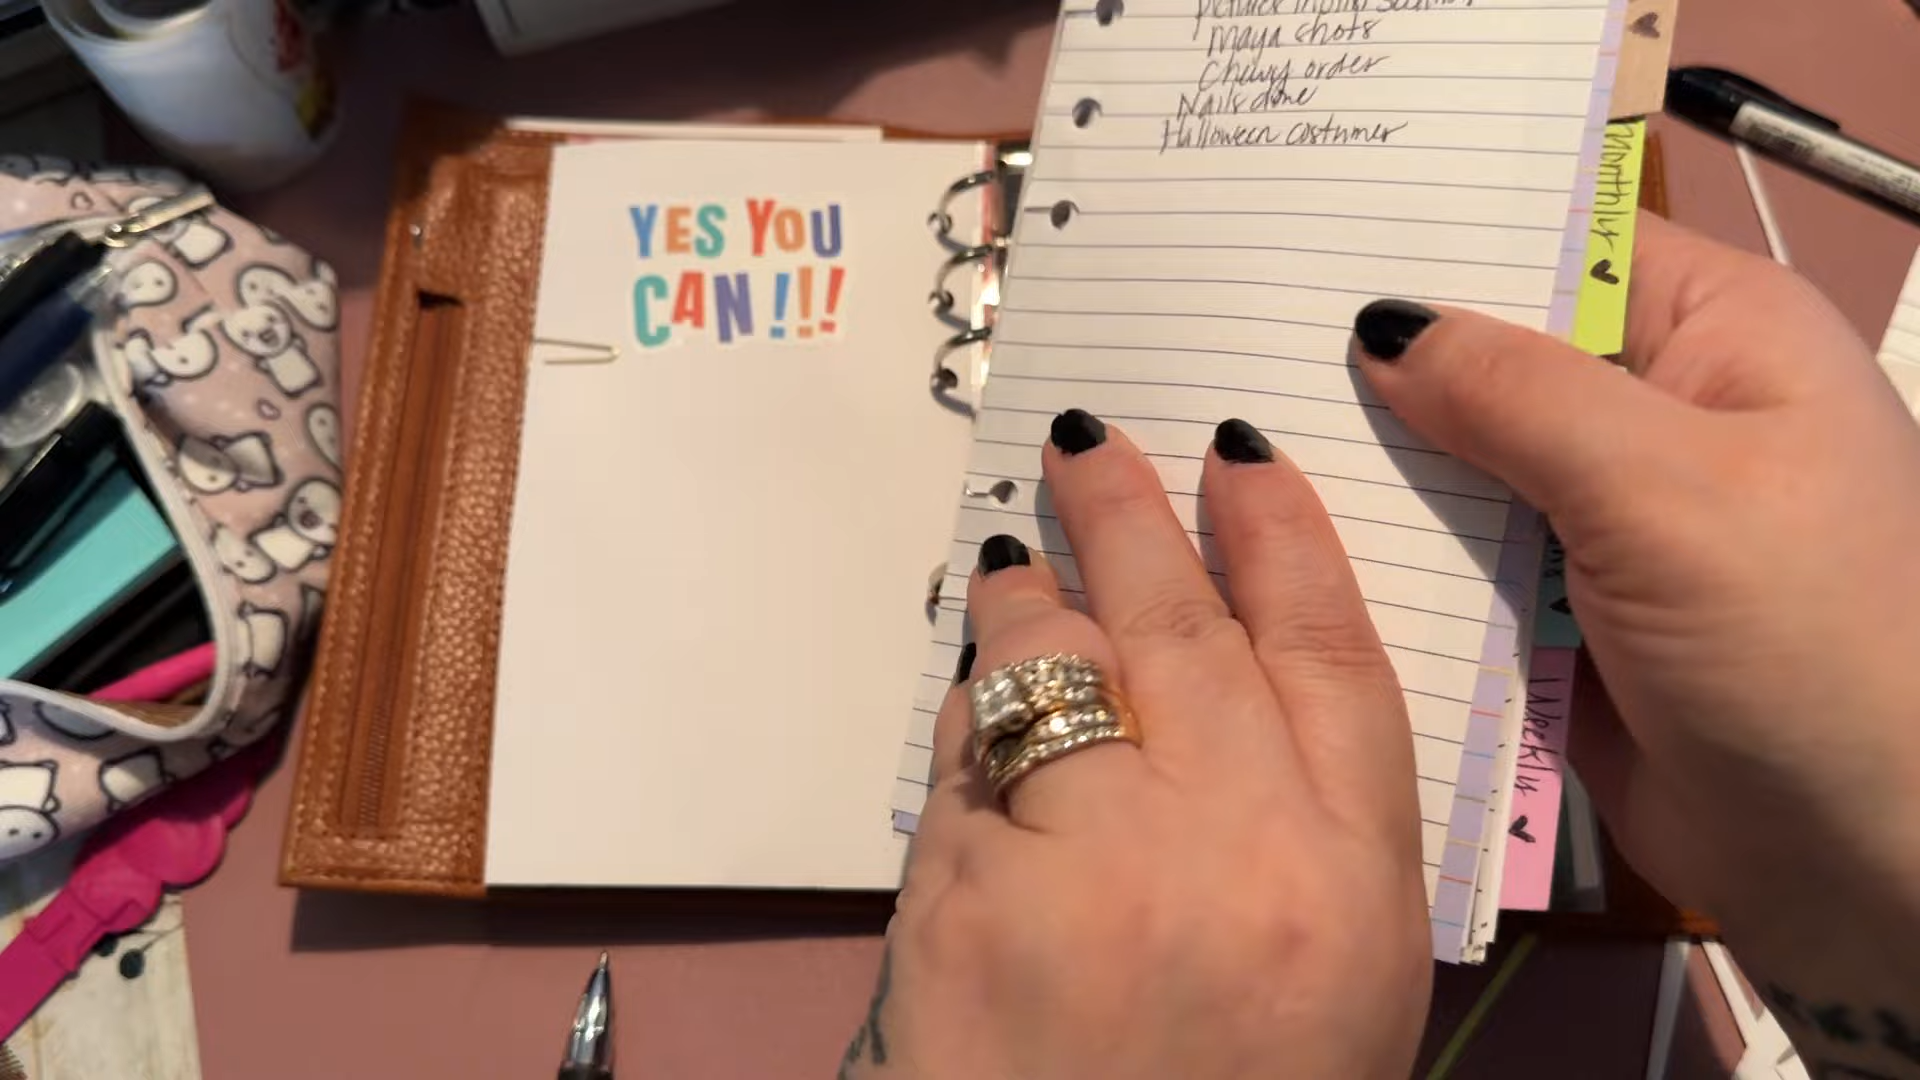 YES YOU
CAN!!!
Maya shots
Chewy order
Nails done
Halloween costumes
Monthly
Weekly